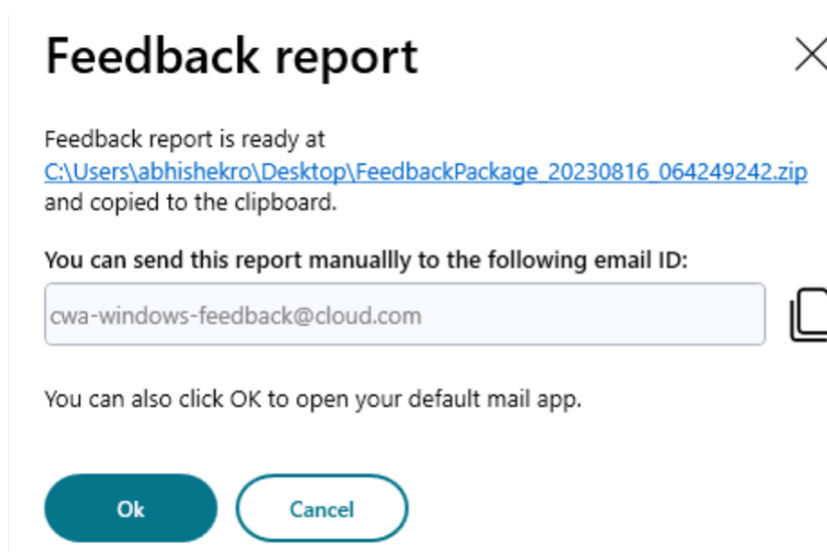 Feedback report
Feedback report is ready at
C:\Users\abhishekro\Desktop\FeedbackPackage_20230816_064249242.zip
and copied to the clipboard.
You can send this report manuallly to the following email ID:
cwa-windows-feedback@cloud.com
You can also click OK to open your default mail app.
Ok
Cancel